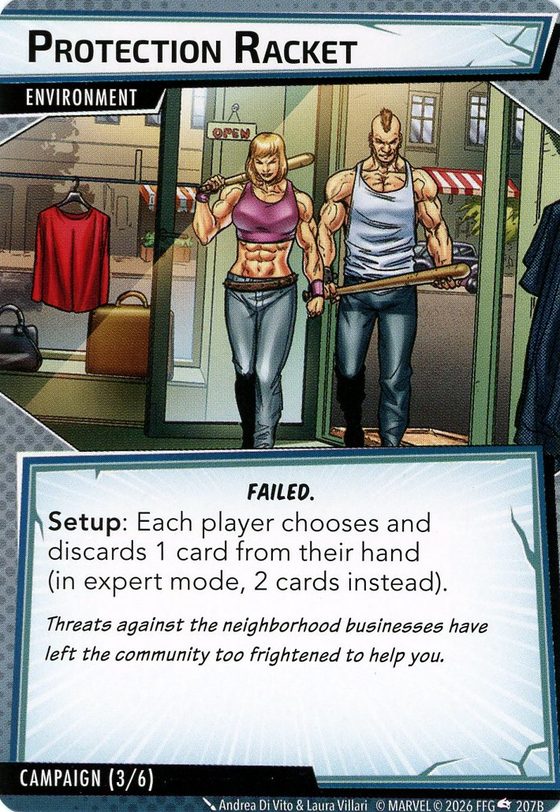 PROTECTION RACKET
ENVIRONMENT
OPEN
FAILED.
Setup: Each player chooses and
discards 1 card from their hand
(in expert mode, 2 cards instead).
Threats against the neighborhood businesses have
left the community too frightened to help you.
CAMPAIGN (3/6)
Andrea Di Vito & Laura Villari © MARVEL © 2026 FFG 207B